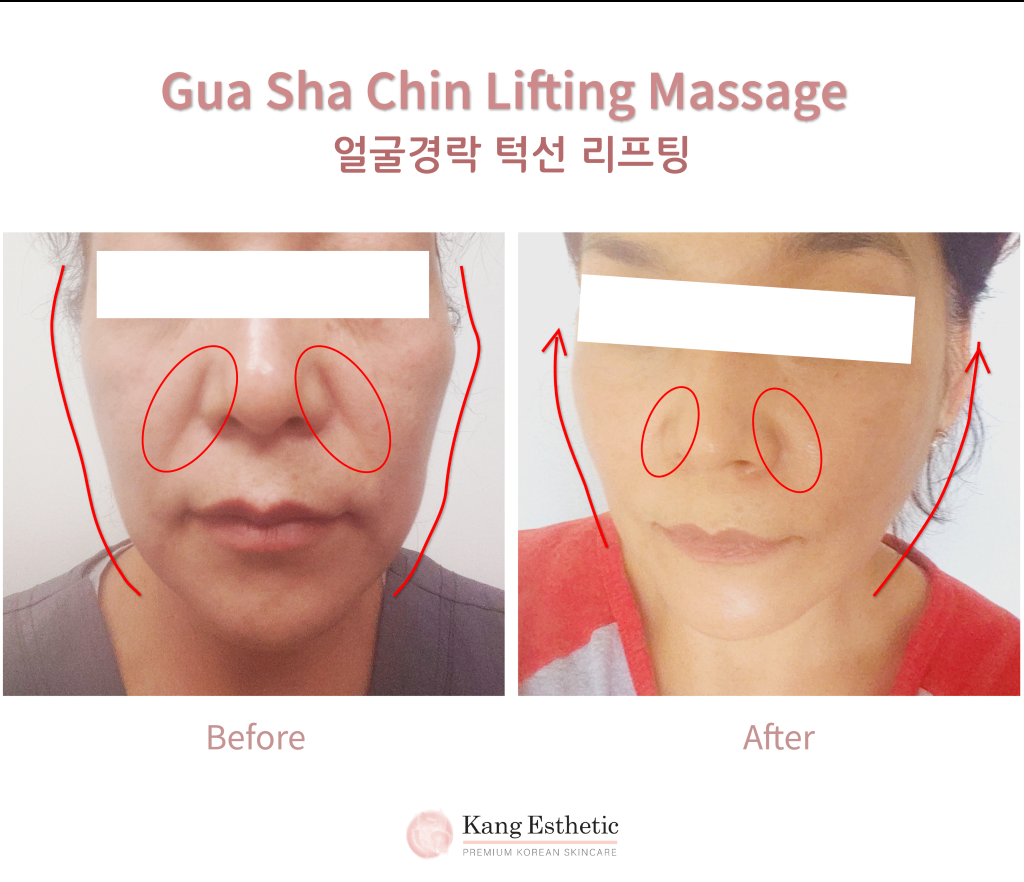 Gua Sha Chin Lifting Massage
얼굴경락 턱선 리프팅
Before
After
Kang Esthetic
PREMIUM KOREAN SKINCARE